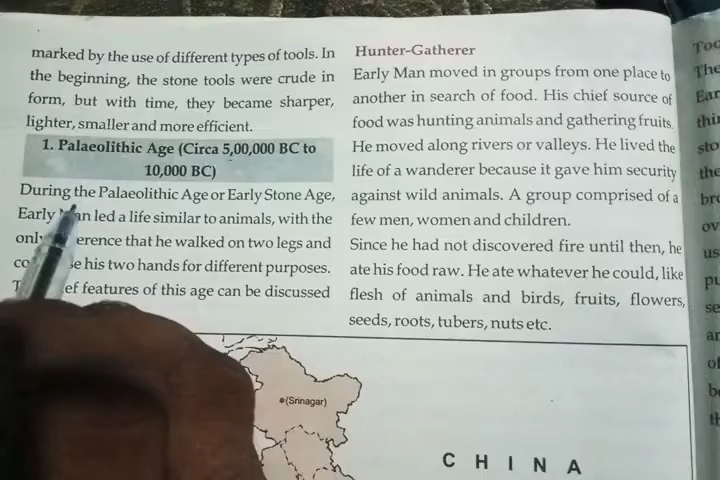 marked by the use of different types of tools. In
the beginning, the stone tools were crude in
form, but with time, they became sharper,
lighter, smaller and more efficient.
1. Palaeolithic Age (Circa 5,00,000 BC to
10,000 BC)
During the Palaeolithic Age or Early Stone Age,
Early led a life similar to animals, with the
that he walked on two legs and
his two hands for different purposes.
features of this age can be discussed
Hunter-Gatherer
Early Man moved in groups from one place to
another in search of food. His chief source of
food was hunting animals and gathering fruits.
He moved along rivers or valleys. He lived the
life of a wanderer because it gave him security
against wild animals. A group comprised of a
few men, women and children.
Since he had not discovered fire until then, he
ate his food raw. He ate whatever he could, like
flesh of animals and birds, fruits, flowers,
seeds, roots, tubers, nuts etc.
(Srinagar)
CHINA
The